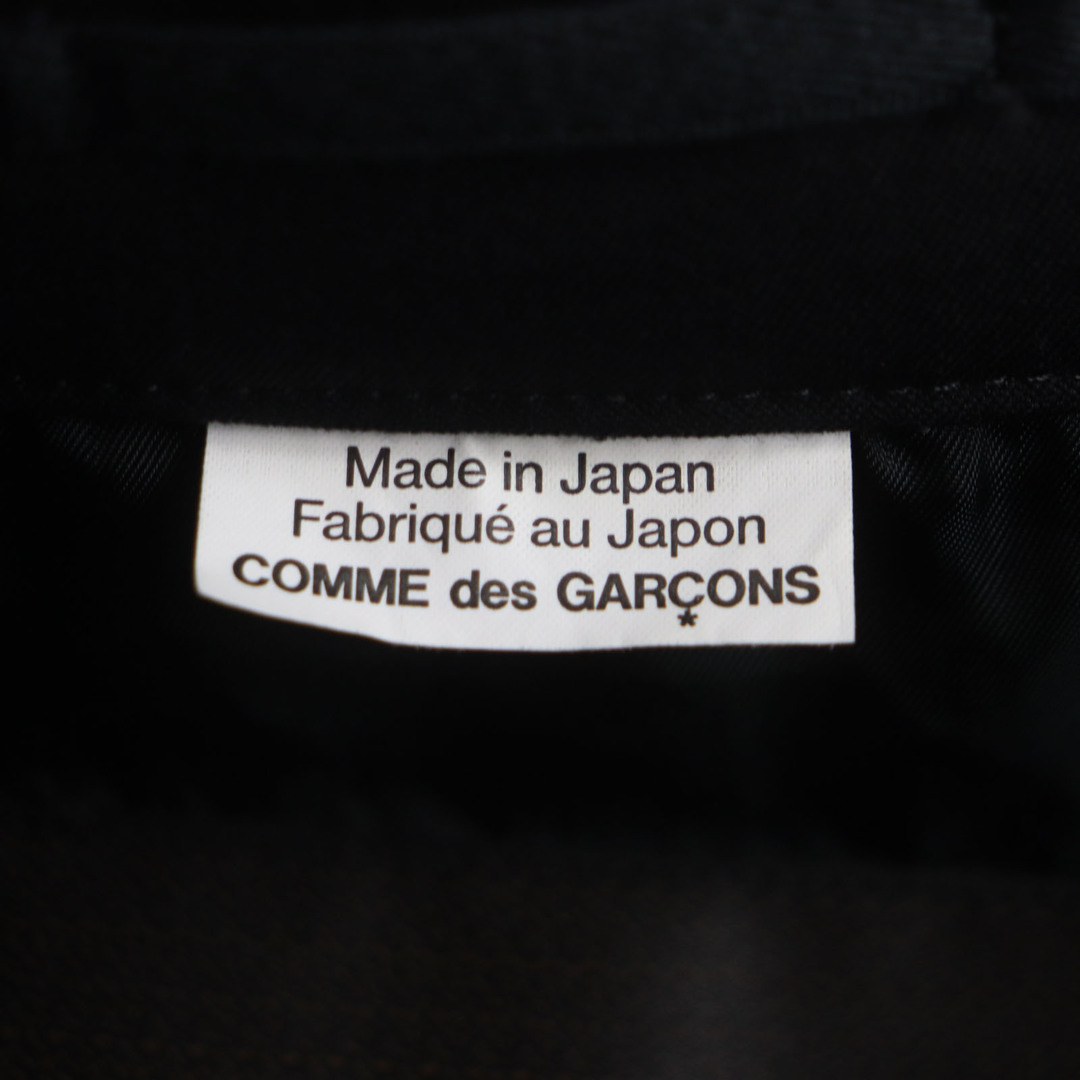 Made in Japan
Fabriqué au Japon
COMME des GARÇONS
*